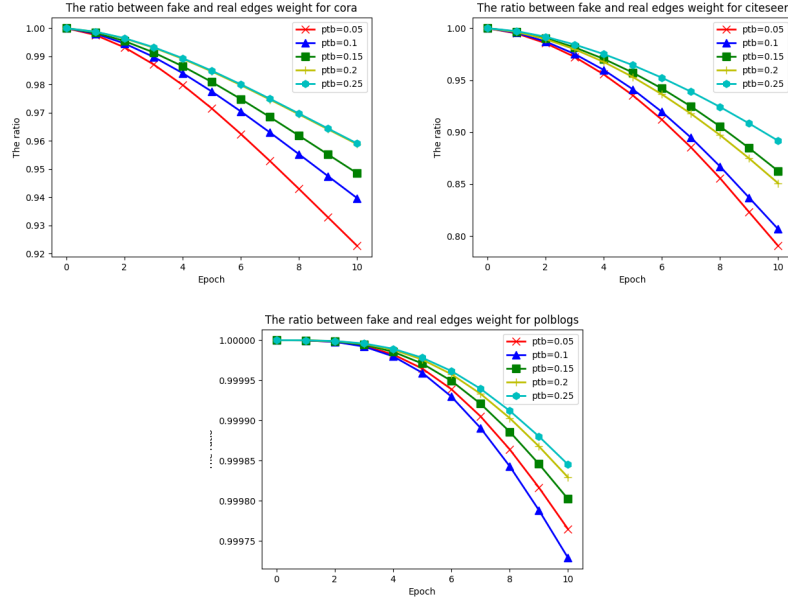 The ratio between fake and real edges weight for cora
1.00
0.99
0.98
0.97
0.96
0.95
0.94
0.93
0.92
The ratio
0
2
4
6
8
10
Epoch
ptb=0.05
ptb=0.1
ptb=0.15
ptb=0.2
ptb=0.25
The ratio between fake and real edges weight for citeseer
1.00
0.95
0.90
0.85
0.80
The ratio
0
2
4
6
8
10
Epoch
ptb=0.05
ptb=0.1
ptb=0.15
ptb=0.2
ptb=0.25
The ratio between fake and real edges weight for polblogs
1.00000
0.99995
0.99990
0.99985
0.99980
0.99975
0
2
4
6
8
10
Epoch
ptb=0.05
ptb=0.1
ptb=0.15
ptb=0.2
ptb=0.25